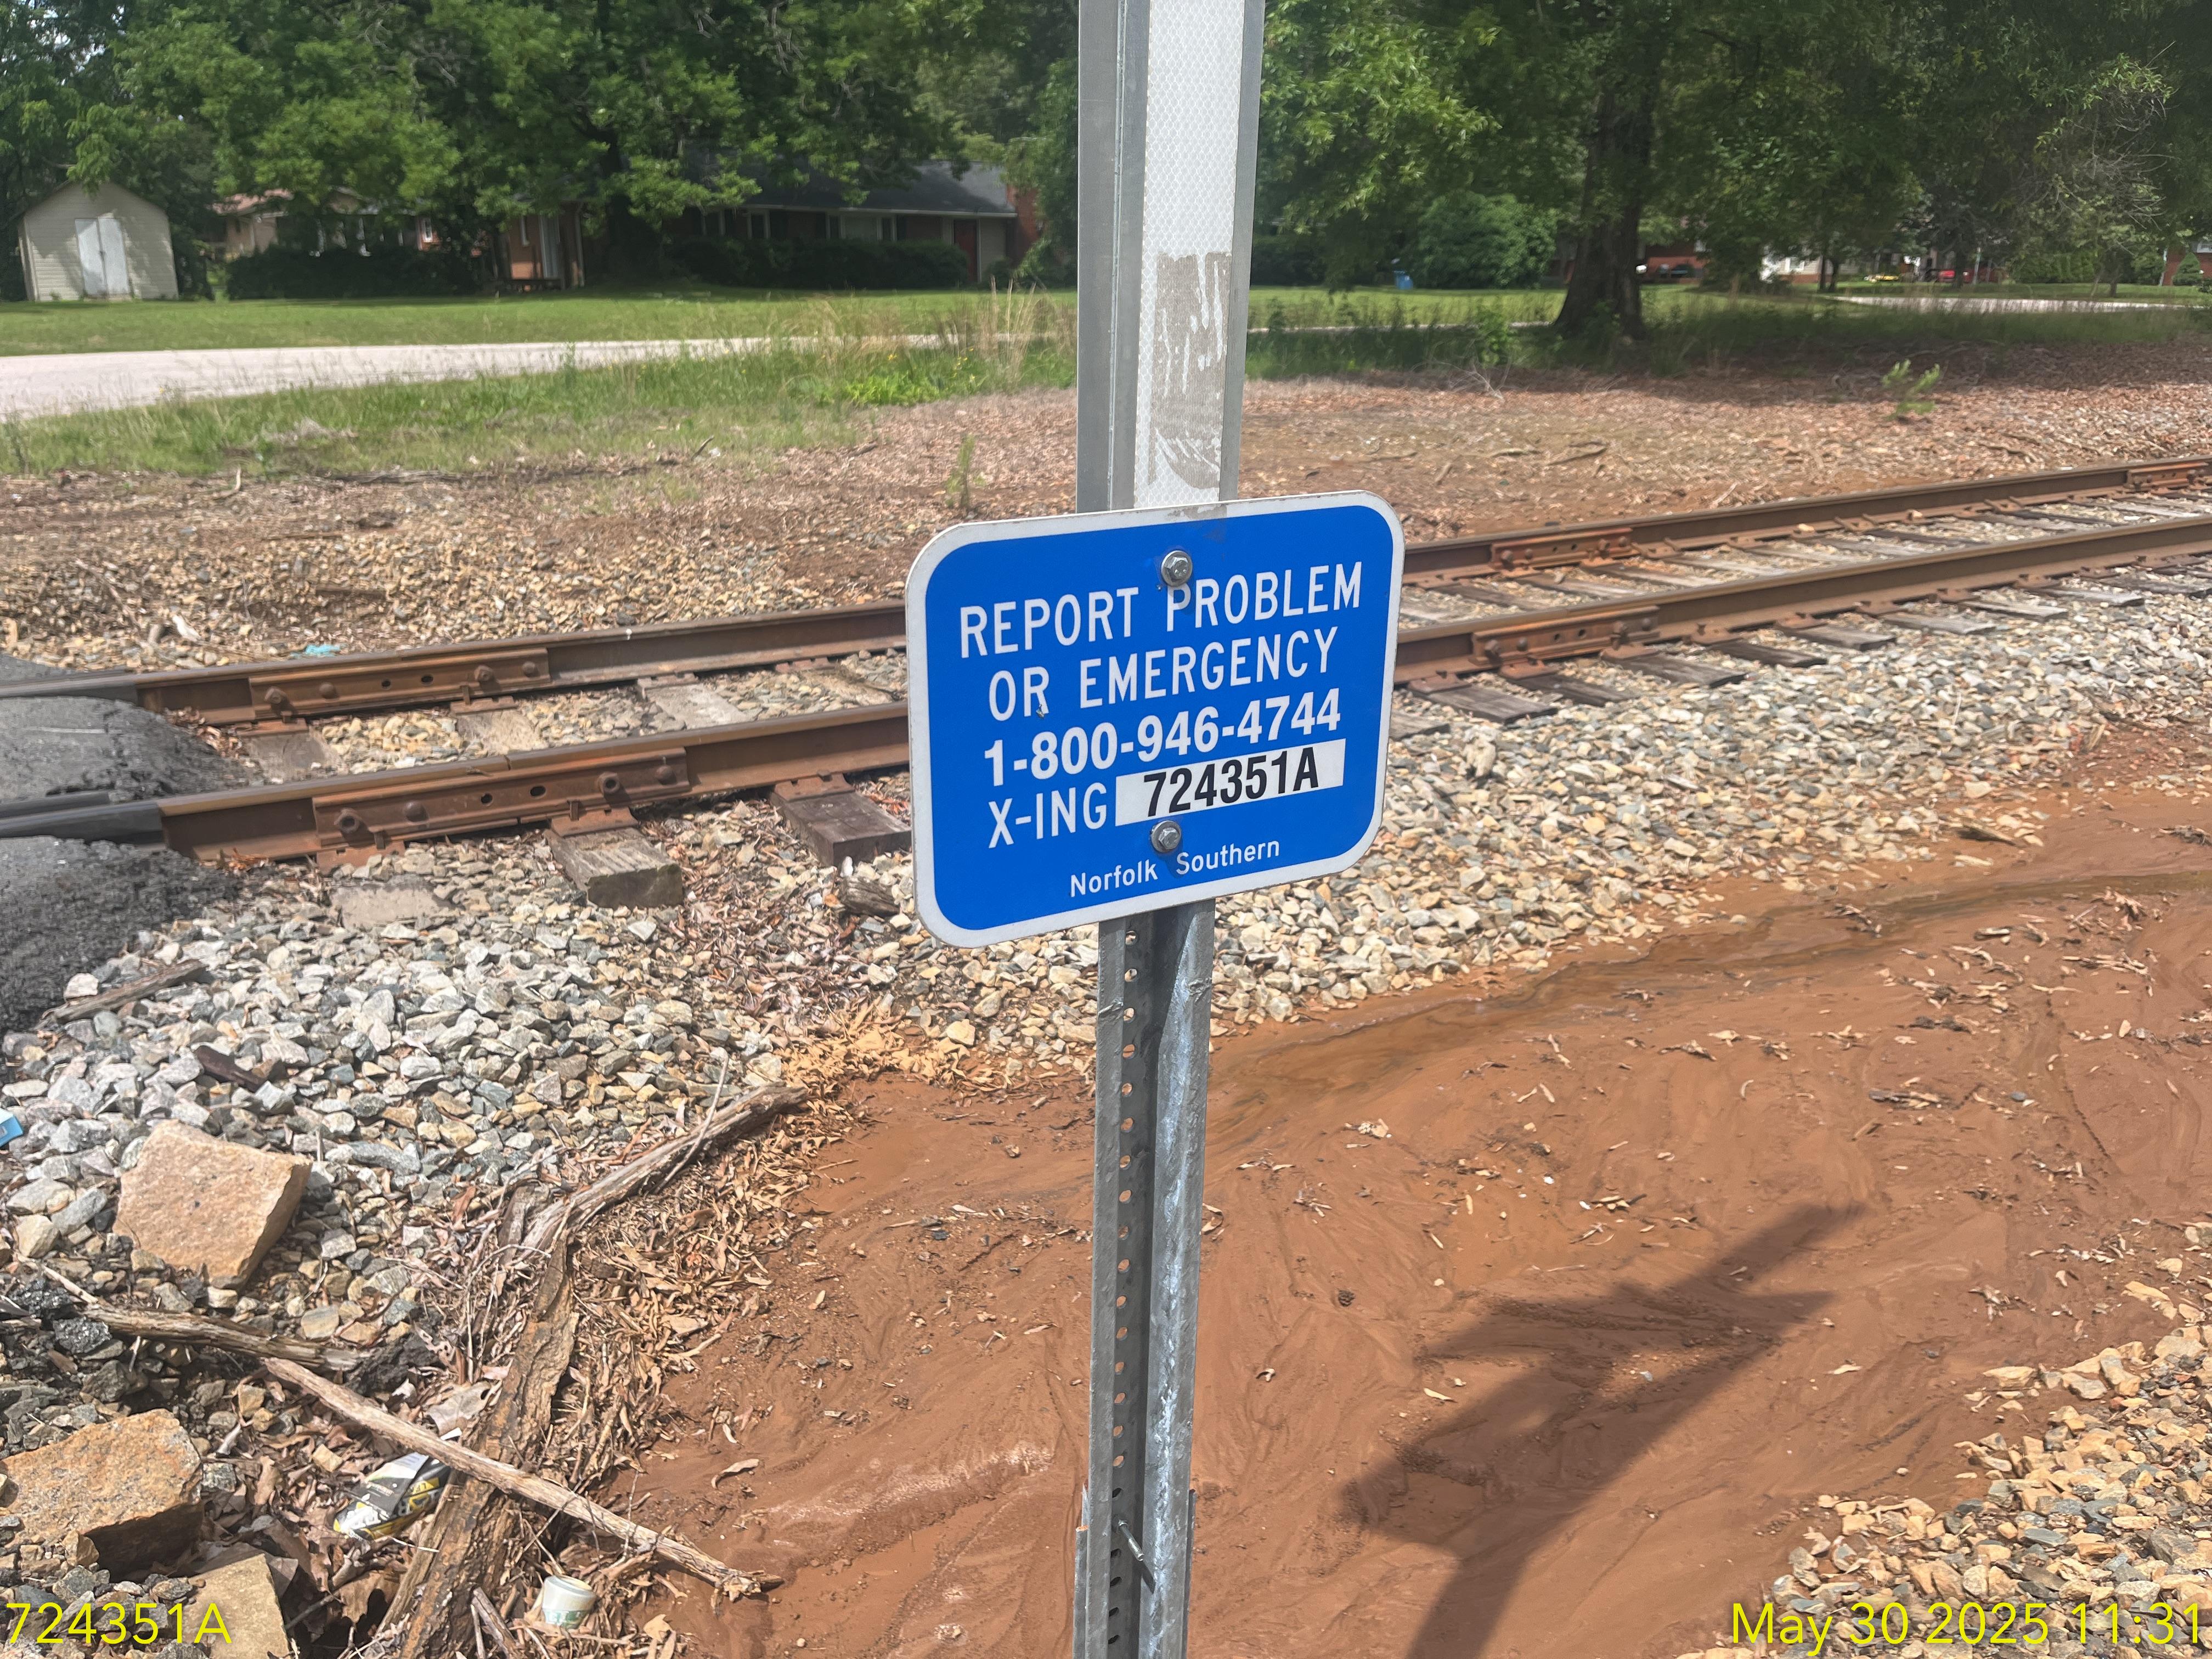 REPORT PROBLEM
OR EMERGENCY
1-800-946-4744
X-ING 724351A
Norfolk Southern
724351A
May 30 2025 11:31